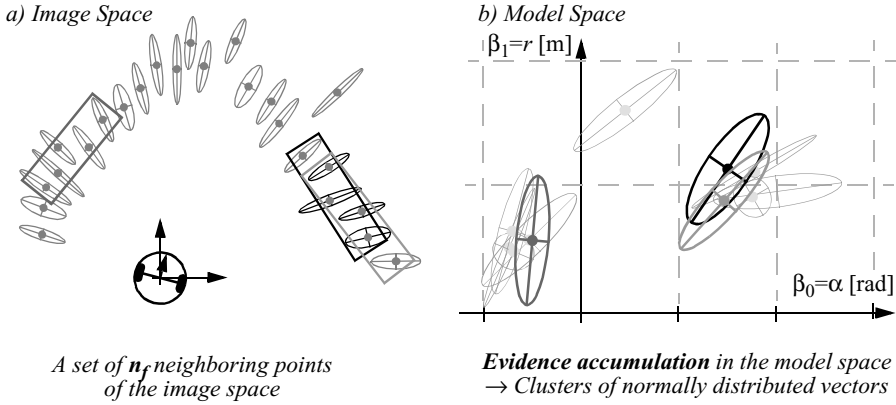 a) Image Space
b) Model Space
β₁=r [m]
β₀=α [rad]
A set of n_f neighboring points
of the image space
Evidence accumulation in the model space
→ Clusters of normally distributed vectors